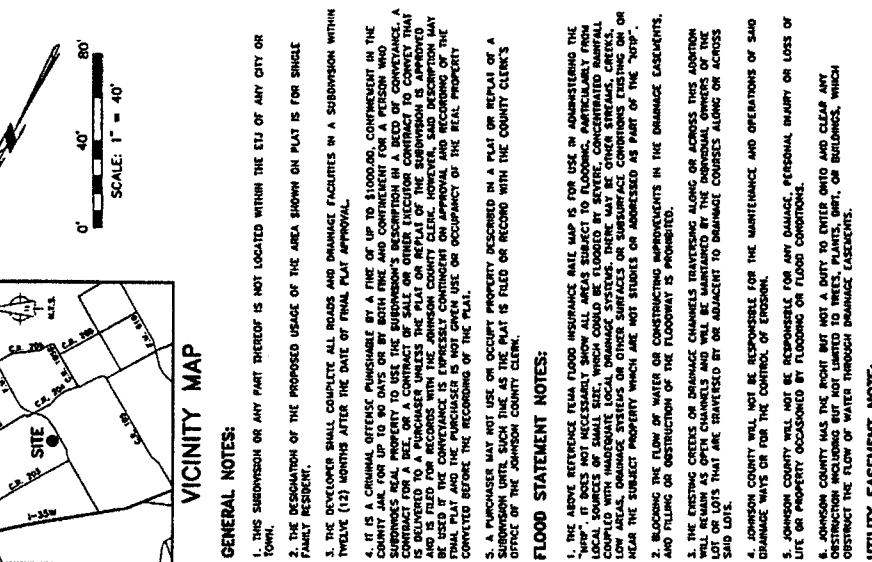 0' 40' 80'
SCALE: 1" = 40'
N.T.S.
C.R. 205
SITE
C.R. 203
I-35W
VICINITY MAP
GENERAL NOTES:
1. THIS SUBDIVISION OR ANY PART THEREOF IS NOT LOCATED WITHIN THE ETJ OF ANY CITY OR
TOWN.
2. THE DESIGNATION OF THE PROPOSED USAGE OF THE AREA SHOWN ON PLAT IS FOR SINGLE
FAMILY RESIDENT.
3. THE DEVELOPER SHALL COMPLETE ALL ROADS AND DRAINAGE FACILITIES IN A SUBDIVISION WITHIN
TWELVE (12) MONTHS AFTER THE DATE OF FINAL PLAT APPROVAL.
4. IT IS A CRIMINAL OFFENSE PUNISHABLE BY A FINE OF UP TO $1000.00, CONFINEMENT IN THE
COUNTY JAIL FOR UP TO 90 DAYS OR BY BOTH FINE AND CONFINEMENT FOR A PERSON WHO
SUBDIVIDES REAL PROPERTY TO USE THE SUBDIVISION'S DESCRIPTION IN A DEED OF CONVEYANCE, A
CONTRACT FOR A DEE, OR A CONTRACT OF SALE OR OTHER EXECUTOR CONTRACT TO CONVEY THAT
IS DELIVERED TO A PURCHASER UNLESS THE PLAT OR REPLAT OF THE SUBDIVISION IS APPROVED
AND IS FILED FOR RECORDS WITH THE JOHNSON COUNTY CLERK. HOWEVER, SAID DESCRIPTION MAY
BE USED IF THE CONVEYANCE IS EXPRESSLY CONTINGENT ON APPROVAL AND RECORDING OF THE
FINAL PLAT AND THE PURCHASER IS NOT GIVEN USE OR OCCUPANCY OF THE REAL PROPERTY
CONVEYED BEFORE THE RECORDING OF THE PLAT.
5. A PURCHASER MAY NOT USE OR OCCUPY PROPERTY DESCRIBED IN A PLAT OR REPLAT OF A
SUBDIVISION UNTIL SUCH TIME AS THE PLAT IS FILED OR RECORD WITH THE COUNTY CLERK'S
OFFICE OF THE JOHNSON COUNTY CLERK.
FLOOD STATEMENT NOTES:
1. THE ABOVE REFERENCE FEMA FLOOD INSURANCE RATE MAP IS FOR USE IN ADMINISTERING THE
"NFIP". IT DOES NOT NECESSARILY SHOW ALL AREAS SUBJECT TO FLOODING, PARTICULARLY FROM
LOCAL SOURCES OF SMALL SIZE, WHICH COULD BE FLOODED BY SEVERE, CONCENTRATED RAINFALL
COUPLED WITH INADEQUATE LOCAL DRAINAGE SYSTEMS. THERE MAY BE OTHER STREAMS, CREEKS,
LOW AREAS, DRAINAGE SYSTEMS OR OTHER SURFACES OR SUBSURFACE CONDITIONS EXISTING ON OR
NEAR THE SUBJECT PROPERTY WHICH ARE NOT STUDIES OR ADDRESSED AS PART OF THE "NFIP".
2. BLOCKING THE FLOW OF WATER OR CONSTRUCTING IMPROVEMENTS IN THE DRAINAGE EASEMENTS,
AND FILLING OR OBSTRUCTION OF THE FLOODWAY IS PROHIBITED.
3. THE EXISTING CREEKS OR DRAINAGE CHANNELS TRAVERSING ALONG OR ACROSS THIS ADDITION
WILL REMAIN AS OPEN CHANNELS AND WILL BE MAINTAINED BY THE INDIVIDUAL OWNERS OF THE
LOT OR LOTS THAT ARE TRAVERSED BY OR ADJACENT TO DRAINAGE COURSES ALONG OR ACROSS
SAID LOTS.
4. JOHNSON COUNTY WILL NOT BE RESPONSIBLE FOR THE MAINTENANCE AND OPERATIONS OF SAID
DRAINAGE WAYS OR FOR THE CONTROL OF EROSION.
5. JOHNSON COUNTY WILL NOT BE RESPONSIBLE FOR ANY DAMAGE, PERSONAL INJURY OR LOSS OF
LIFE OR PROPERTY OCCASIONED BY FLOODING OR FLOOD CONDITIONS.
6. JOHNSON COUNTY HAS THE RIGHT BUT NOT A DUTY TO ENTER ONTO AND CLEAR ANY
OBSTRUCTION INCLUDING BUT NOT LIMITED TO TREES, PLANTS, DIRT, OR BUILDINGS, WHICH
OBSTRUCT THE FLOW OF WATER THROUGH DRAINAGE EASEMENTS.
UTILITY EASEMENT NOTE: